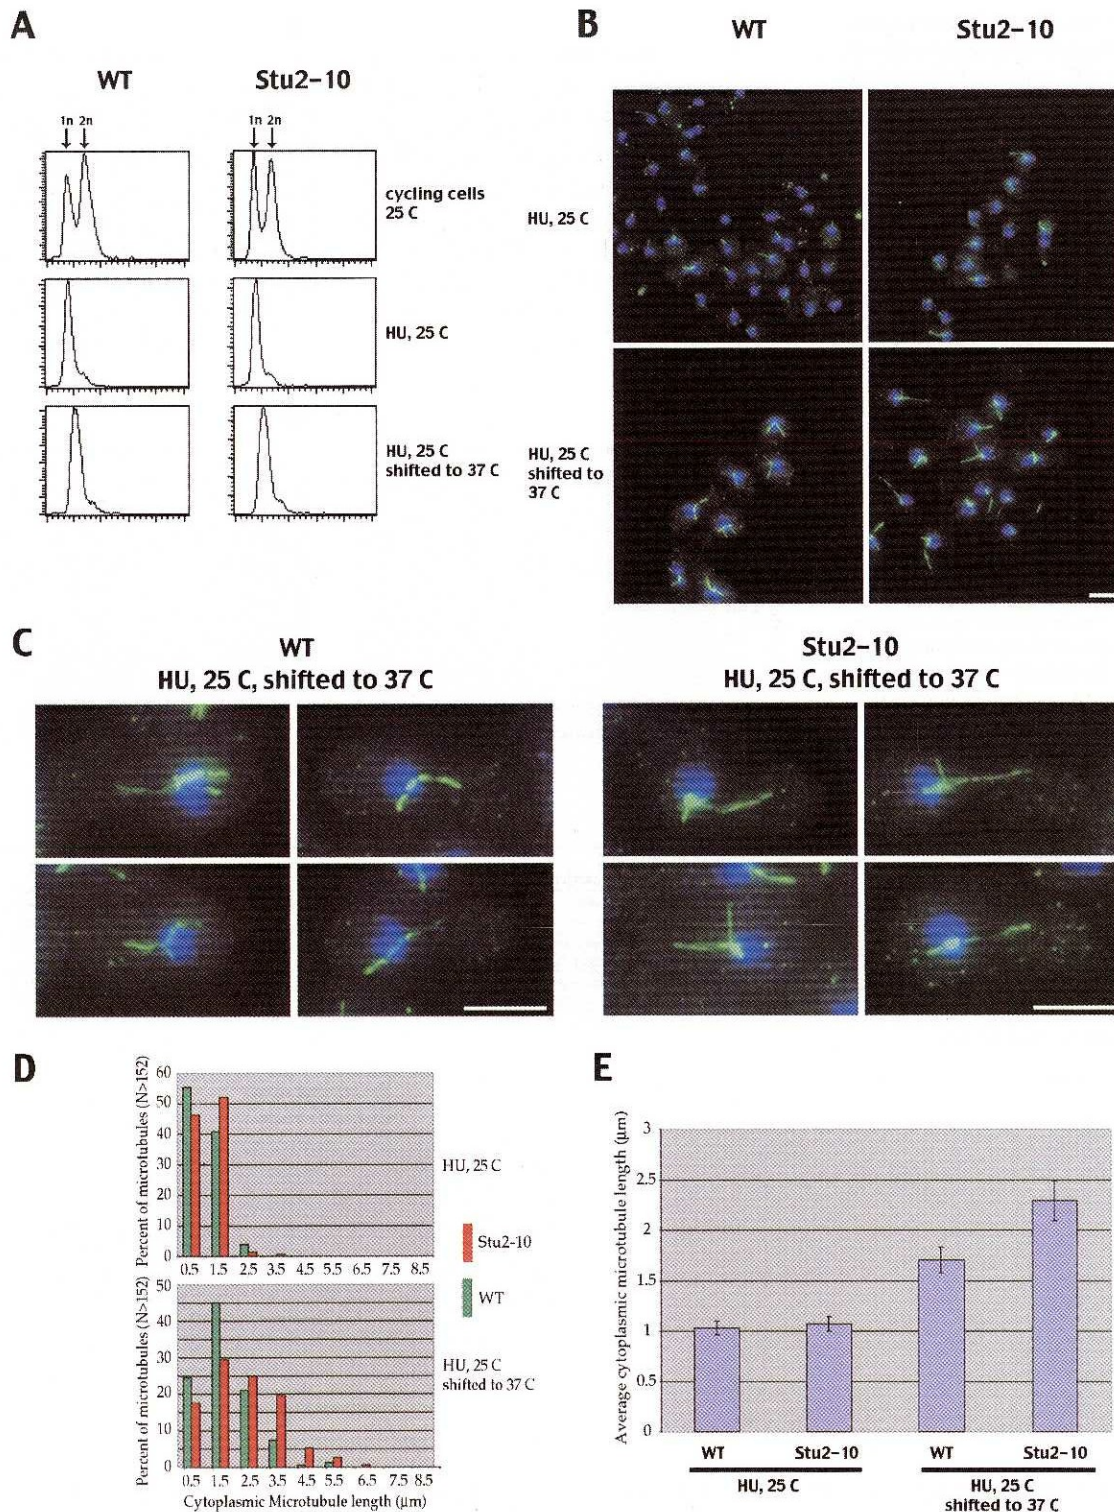 A
WT
Stu2-10
1n 2n
1n 2n
cycling cells
25 C
HU, 25 C
HU, 25 C
shifted to 37 C
B
WT
Stu2-10
HU, 25 C
HU, 25 C
shifted to
37 C
C
WT
HU, 25 C, shifted to 37 C
Stu2-10
HU, 25 C, shifted to 37 C
D
Percent of microtubules (N>152)
60
50
40
30
20
10
0
0.5 1.5 2.5 3.5 4.5 5.5 6.5 7.5 8.5
HU, 25 C
Stu2-10
WT
Percent of microtubules (N>152)
50
40
30
20
10
0
0.5 1.5 2.5 3.5 4.5 5.5 6.5 7.5 8.5
Cytoplasmic Microtubule length (μm)
HU, 25 C
shifted to 37 C
E
Average cytoplasmic microtubule length (μm)
3
2.5
2
1.5
1
0.5
0
WT Stu2-10 WT Stu2-10
HU, 25 C HU, 25 C
shifted to 37 C